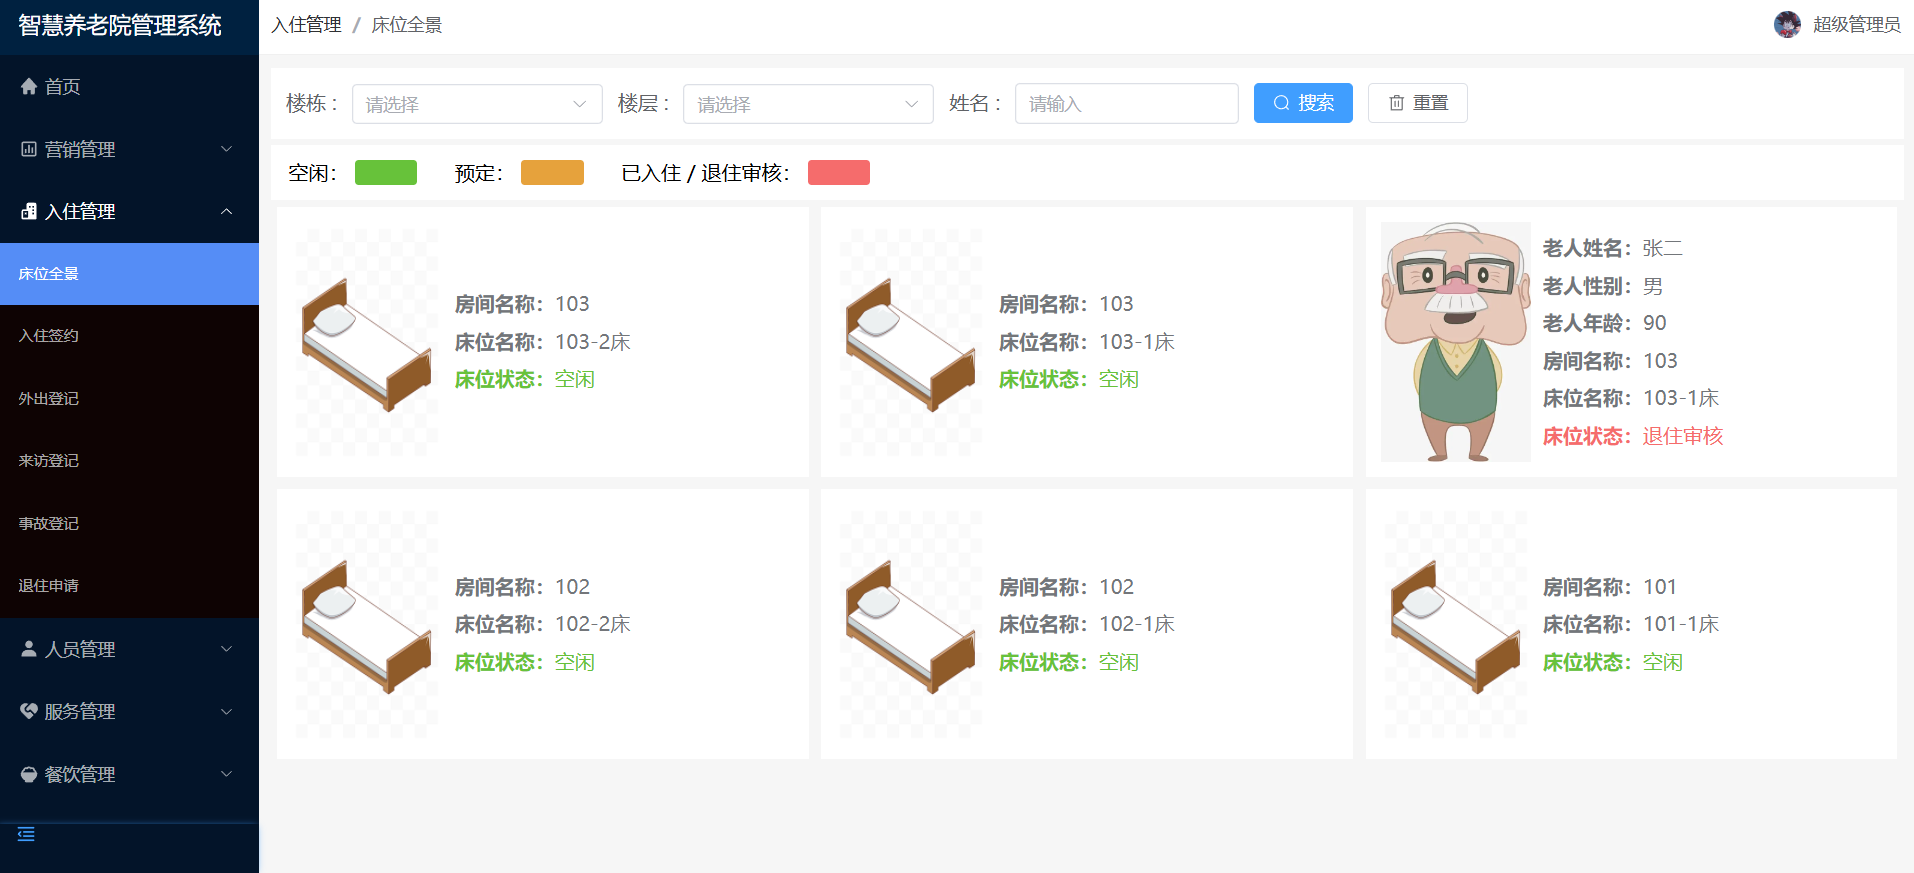 智慧养老院管理系统
首页
营销管理
入住管理
床位全景
入住签约
外出登记
来访登记
事故登记
退住申请
人员管理
服务管理
餐饮管理
入住管理 / 床位全景
超级管理员
楼栋： 请选择 楼层： 请选择 姓名： 请输入 搜索 重置
空闲： 预定： 已入住 / 退住审核：
房间名称：103
床位名称：103-2床
床位状态：空闲
房间名称：103
床位名称：103-1床
床位状态：空闲
老人姓名：张二
老人性别：男
老人年龄：90
房间名称：103
床位名称：103-1床
床位状态：退住审核
房间名称：102
床位名称：102-2床
床位状态：空闲
房间名称：102
床位名称：102-1床
床位状态：空闲
房间名称：101
床位名称：101-1床
床位状态：空闲